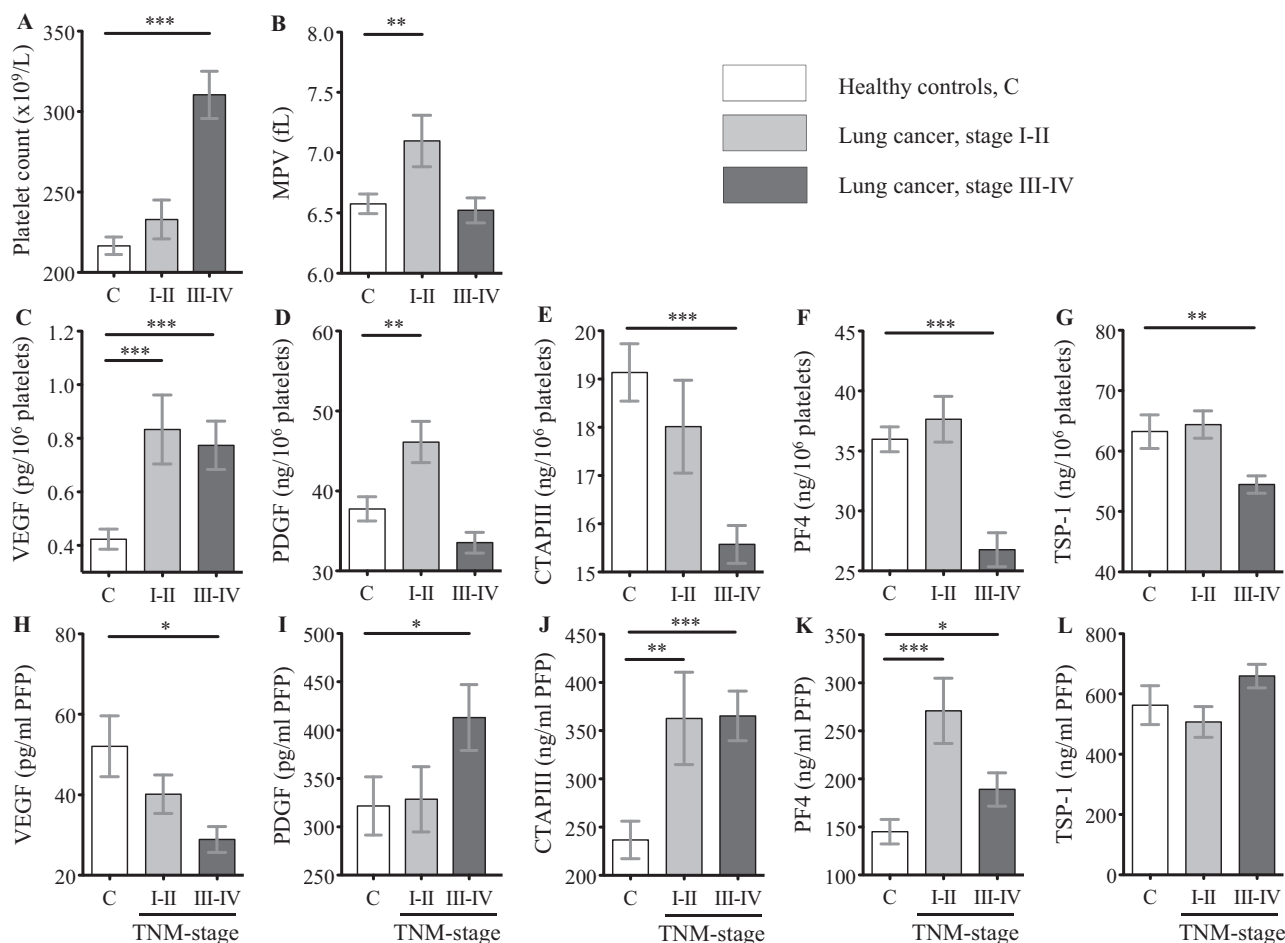 A
***
Platelet count (x10⁹/L)
350
300
250
200
C I-II III-IV
B
**
MPV (fL)
8.0
7.5
7.0
6.5
6.0
C I-II III-IV
Healthy controls, C
Lung cancer, stage I-II
Lung cancer, stage III-IV
C
***
***
VEGF (pg/10⁶ platelets)
1.2
1.0
0.8
0.6
0.4
C I-II III-IV
D
**
PDGF (ng/10⁶ platelets)
60
50
40
30
C I-II III-IV
E
***
CTAPIII (ng/10⁶ platelets)
20
19
18
17
16
15
C I-II III-IV
F
***
PF4 (ng/10⁶ platelets)
45
40
35
30
25
C I-II III-IV
G
**
TSP-1 (ng/10⁶ platelets)
80
70
60
50
40
C I-II III-IV
H
*
VEGF (pg/ml PFP)
80
60
40
20
C I-II III-IV
TNM-stage
I
*
PDGF (pg/ml PFP)
500
450
400
350
300
250
C I-II III-IV
TNM-stage
J
***
**
CTAPIII (ng/ml PFP)
450
400
350
300
250
200
C I-II III-IV
TNM-stage
K
*
***
PF4 (ng/ml PFP)
350
300
250
200
150
100
C I-II III-IV
TNM-stage
L
TSP-1 (ng/ml PFP)
800
600
400
200
0
C I-II III-IV
TNM-stage